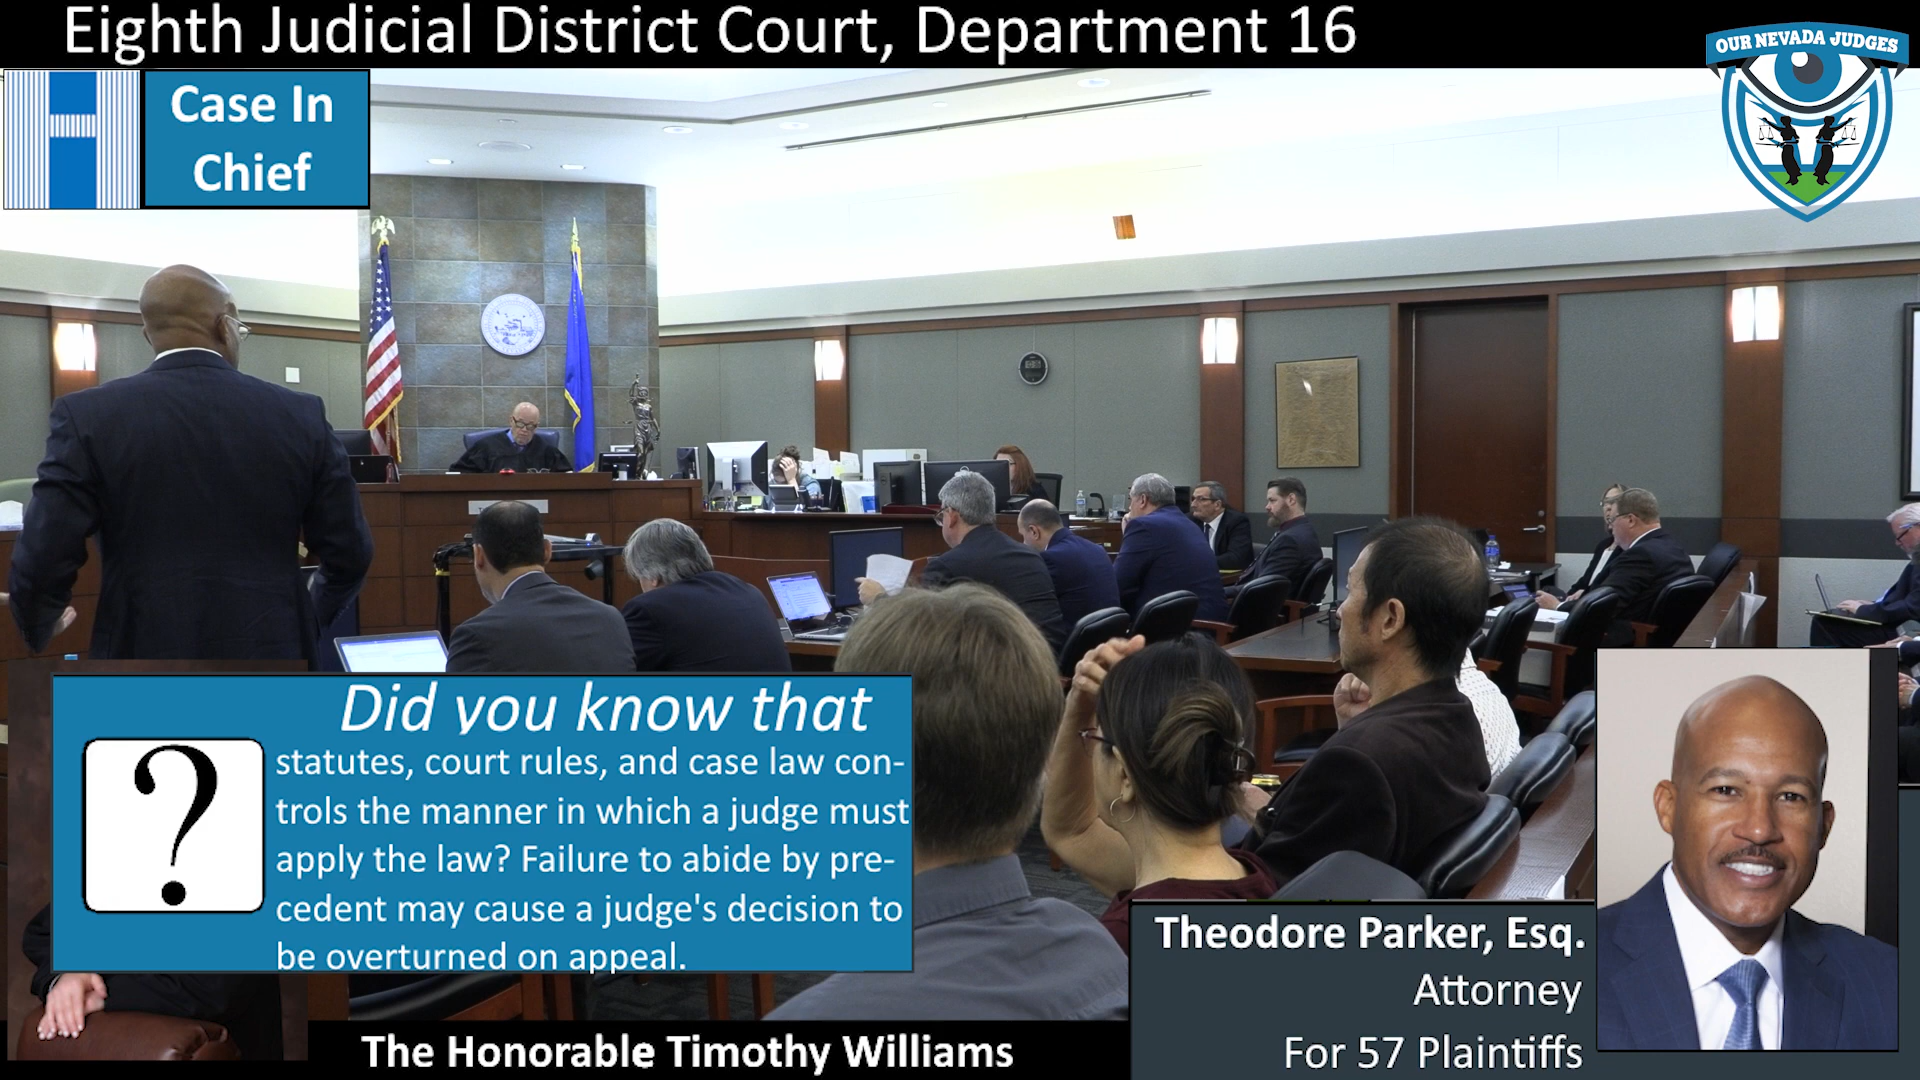 Eighth Judicial District Court, Department 16
OUR NEVADA JUDGES
Case In
Chief
Did you know that
?
statutes, court rules, and case law con-
trols the manner in which a judge must
apply the law? Failure to abide by pre-
cedent may cause a judge's decision to
be overturned on appeal.
Theodore Parker, Esq.
Attorney
For 57 Plaintiffs
The Honorable Timothy Williams